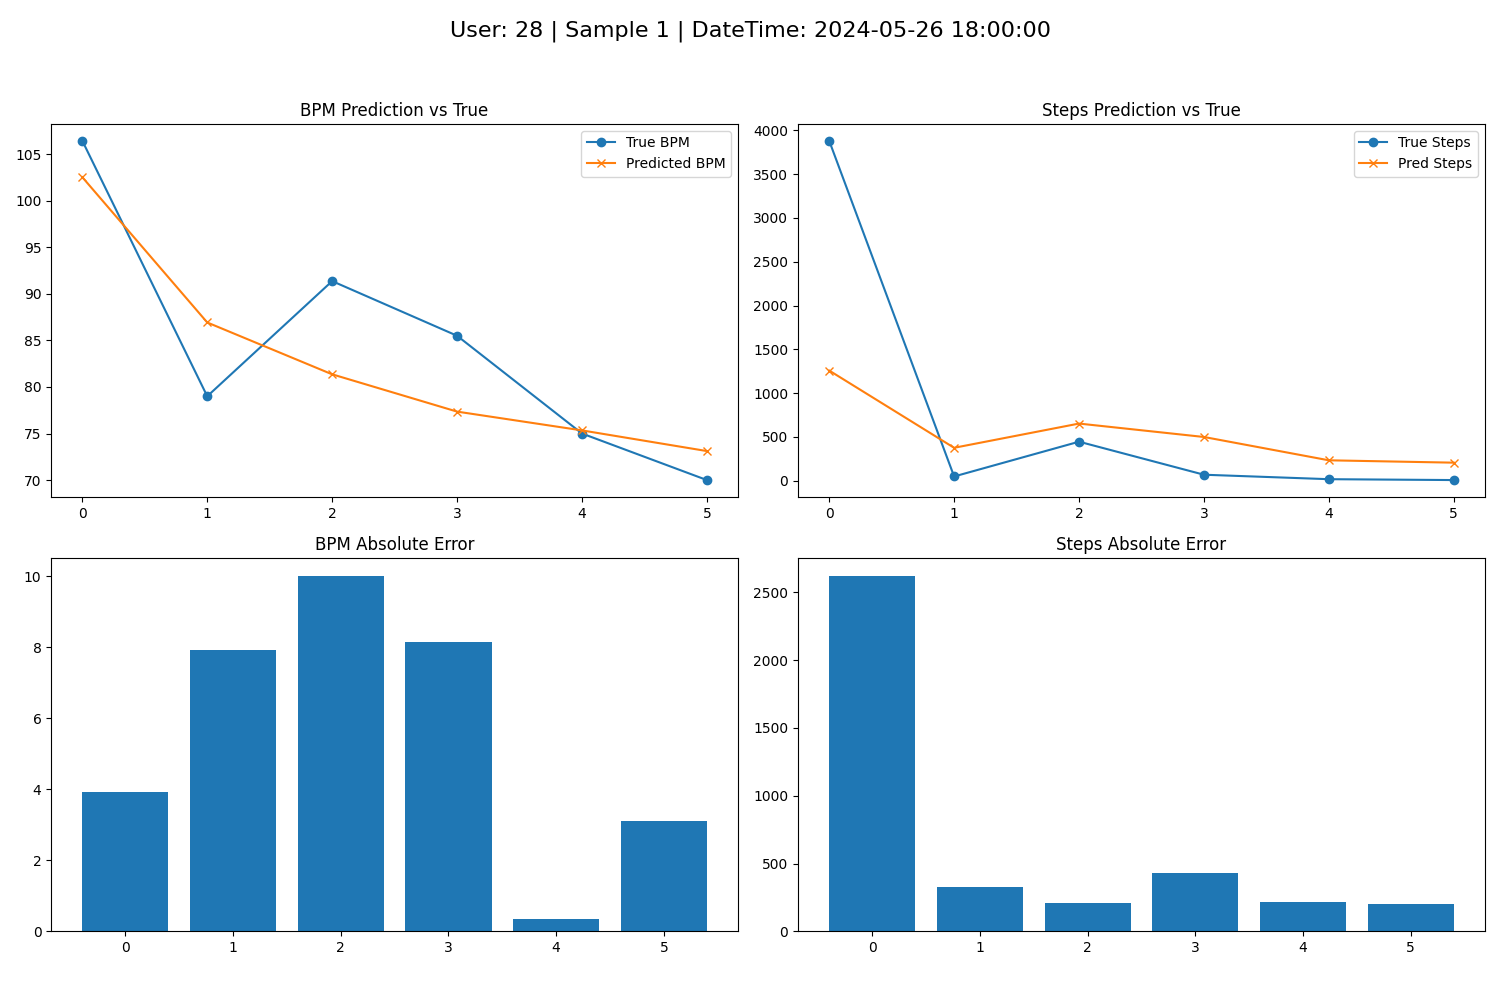 User: 28 | Sample 1 | DateTime: 2024-05-26 18:00:00
BPM Prediction vs True
True BPM
Predicted BPM
105
100
95
90
85
80
75
70
0 1 2 3 4 5
Steps Prediction vs True
True Steps
Pred Steps
4000
3500
3000
2500
2000
1500
1000
500
0
0 1 2 3 4 5
BPM Absolute Error
10
8
6
4
2
0
0 1 2 3 4 5
Steps Absolute Error
2500
2000
1500
1000
500
0
0 1 2 3 4 5